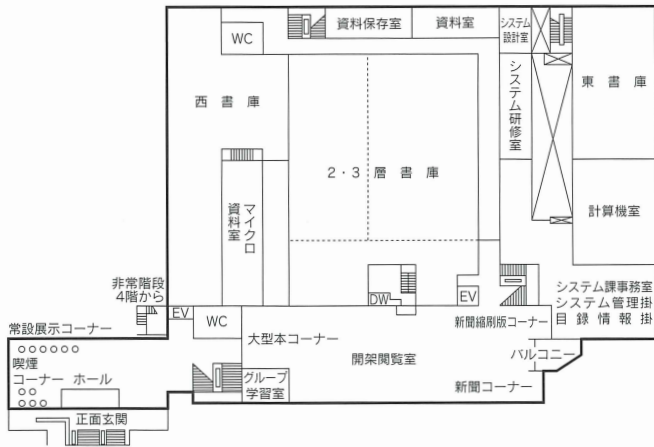 資料保存室
資料室
システム
設計室
WC
西書庫
システム研修室
東書庫
2・3層書庫
マイクロ
資料室
計算機室
非常階段
4階から
EV
WC
DW
EV
システム課事務室
システム管理掛
目録情報掛
常設展示コーナー
大型本コーナー
新聞縮刷版コーナー
開架閲覧室
バルコニー
喫煙
コーナー
ホール
グループ
学習室
新聞コーナー
正面玄関